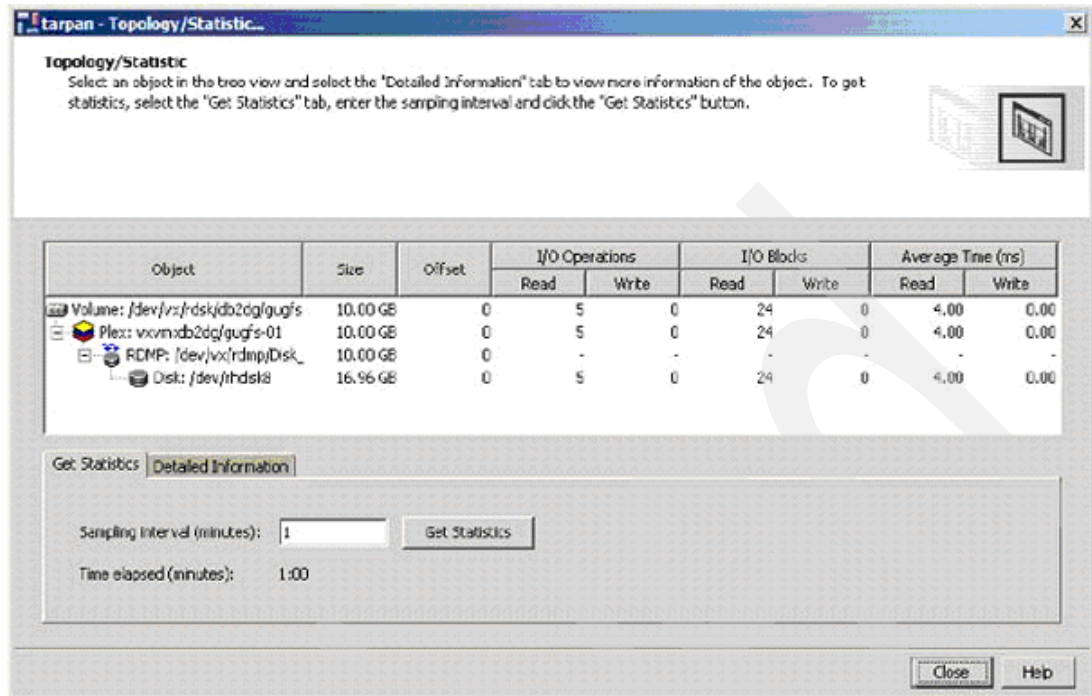 tarpan - Topology/Statistic...
Topology/Statistic
Select an object in the tree view and select the "Detailed Information" tab to view more information of the object. To get
statistics, select the "Get Statistics" tab, enter the sampling interval and click the "Get Statistics" button.
Object Size Offset I/O Operations I/O Blocks Average Time (ms)
Read Write Read Write Read Write
Volume: /dev/vx/rdsk/db2dg/gugfs 10.00 GB 0 5 0 24 0 4.00 0.00
Plex: vxvm:db2dg/gugfs-01 10.00 GB 0 5 0 24 0 4.00 0.00
RDMP: /dev/vx/rdmp/Disk_ 10.00 GB 0 - - - - - -
Disk: /dev/rhdisk8 16.96 GB 0 5 0 24 0 4.00 0.00
Get Statistics Detailed Information
Sampling interval (minutes): 1 Get Statistics
Time elapsed (minutes): 1:00
Close Help